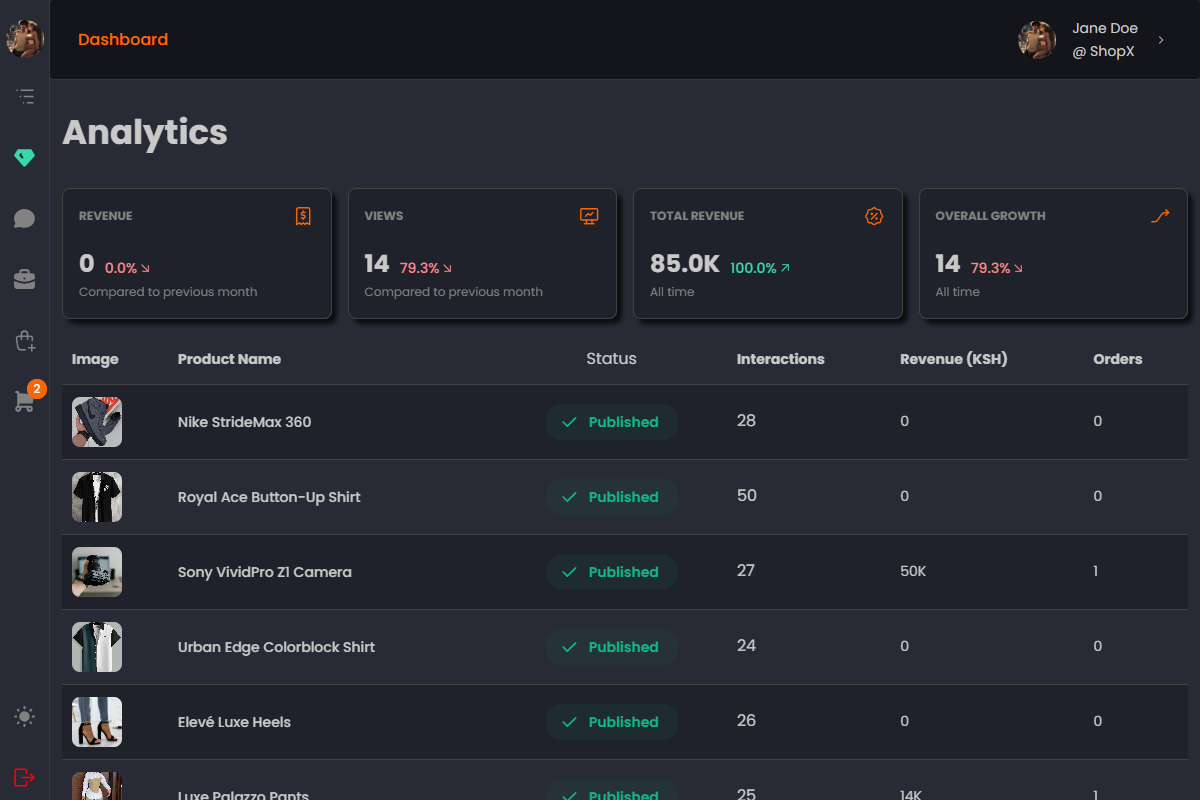 Dashboard
Jane Doe
@ ShopX
Analytics
REVENUE
0 0.0%
Compared to previous month
VIEWS
14 79.3%
Compared to previous month
TOTAL REVENUE
85.0K 100.0%
All time
OVERALL GROWTH
14 79.3%
All time
Image Product Name Status Interactions Revenue (KSH) Orders
2
Nike StrideMax 360 Published 28 0 0
Royal Ace Button-Up Shirt Published 50 0 0
Sony VividPro Z1 Camera Published 27 50K 1
Urban Edge Colorblock Shirt Published 24 0 0
Elevé Luxe Heels Published 26 0 0
Luxe Palazzo Pants Published 25 14K 1